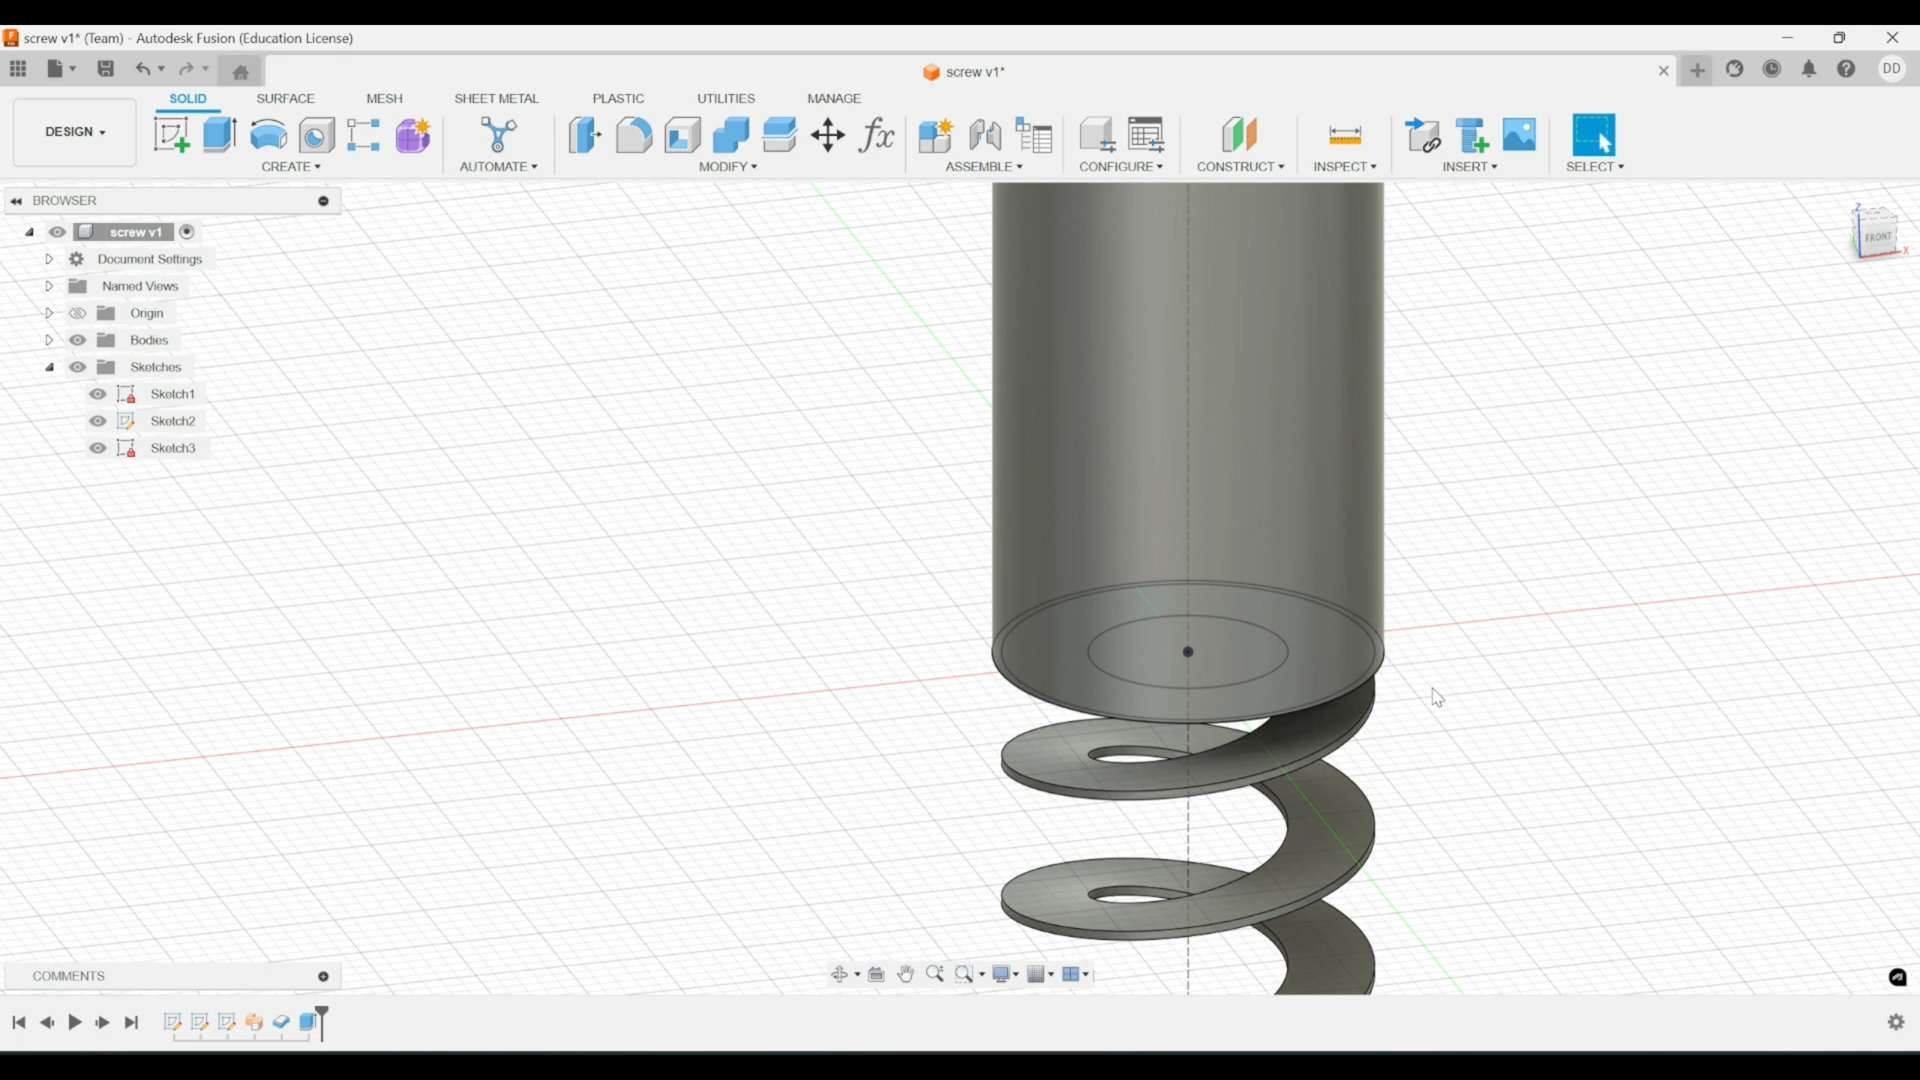 screw v1* (Team) - Autodesk Fusion (Education License)
screw v1*
DD
DESIGN
SOLID SURFACE MESH SHEET METAL PLASTIC UTILITIES MANAGE
fx
CREATE AUTOMATE MODIFY ASSEMBLE CONFIGURE CONSTRUCT INSPECT INSERT SELECT
BROWSER
screw v1
Document Settings
Named Views
Origin
Bodies
Sketches
Sketch1
Sketch2
Sketch3
Z
FRONT
X
COMMENTS